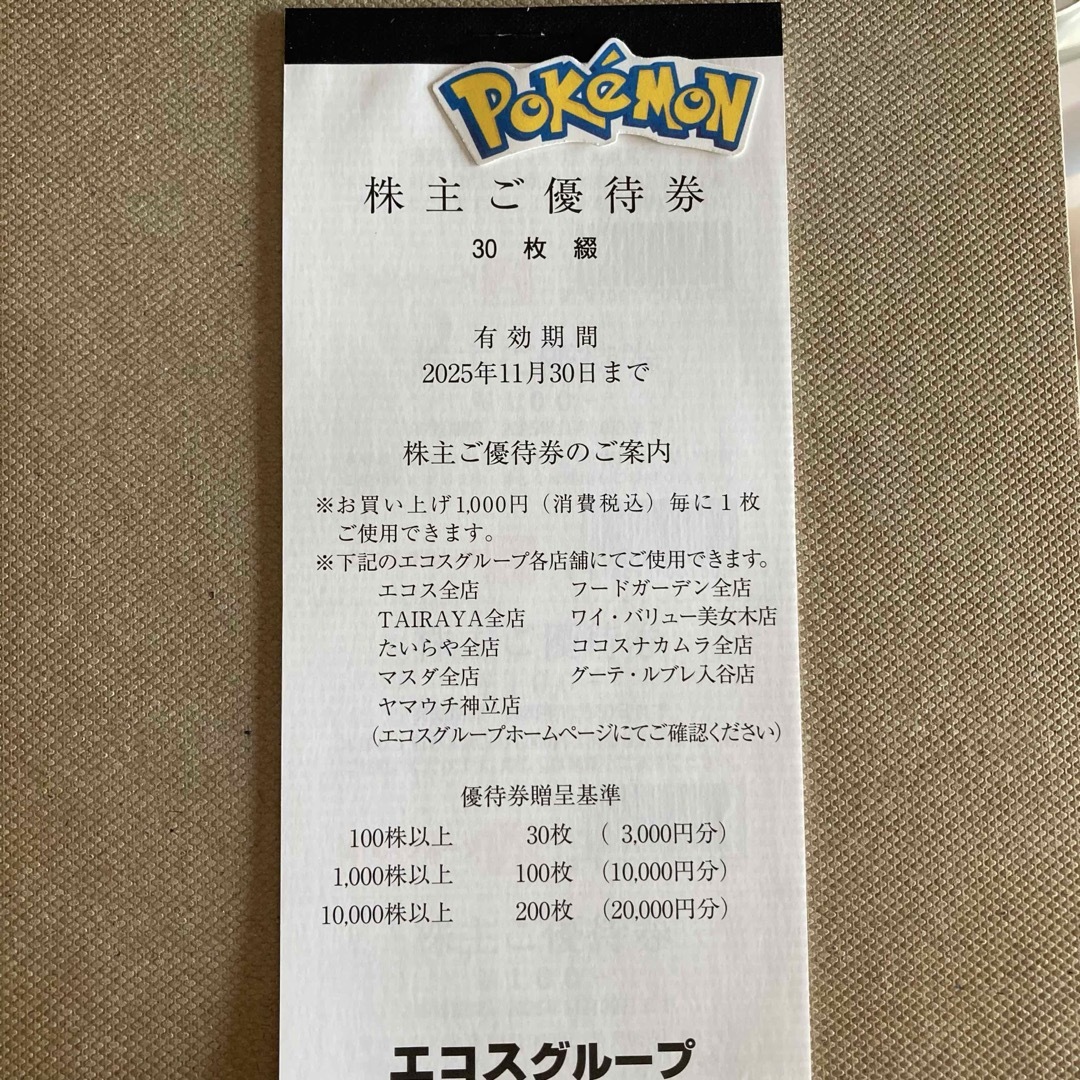 POKéMON
株主ご優待券
30 枚 綴
有効期間
2025年11月30日まで
株主ご優待券のご案内
※お買い上げ1,000円（消費税込）毎に１枚
ご使用できます。
※下記のエコスグループ各店舗にてご使用できます。
エコス全店 フードガーデン全店
TAIRAYA全店 ワイ・バリュー美女木店
たいらや全店 ココスナカムラ全店
マスダ全店 グーテ・ルブレ入谷店
ヤマウチ神立店
（エコスグループホームページにてご確認ください）
優待券贈呈基準
100株以上 30枚 （ 3,000円分）
1,000株以上 100枚 （10,000円分）
10,000株以上 200枚 （20,000円分）
エコスグループ